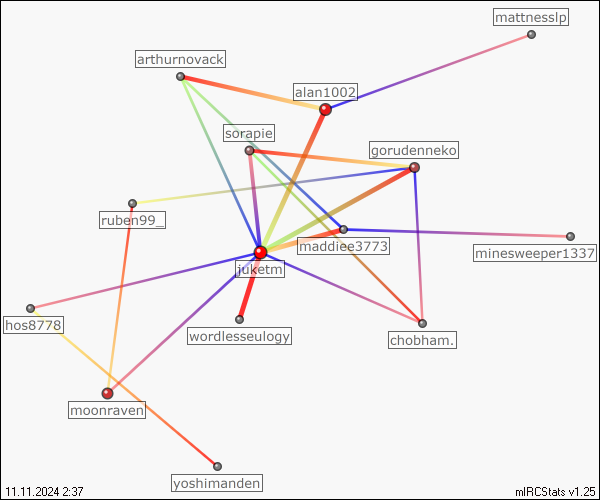 mattnesslp
arthurnovack
alan1002
sorapie
gorudenneko
ruben99_
maddiee3773
minesweeper1337
juketm
hos8778
wordlesseulogy
chobham.
moonraven
yoshimanden
11.11.2024 2:37
mIRCStats v1.25